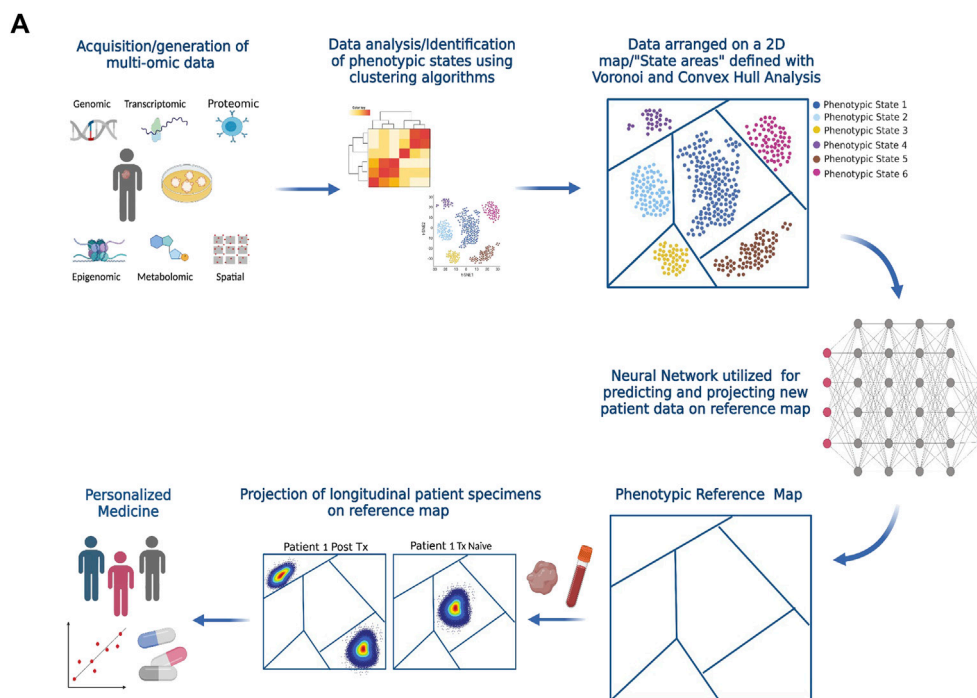 A
Acquisition/generation of
multi-omic data
Genomic
Transcriptomic
Proteomic
Epigenomic
Metabolomic
Spatial
Data analysis/Identification
of phenotypic states using
clustering algorithms
Data arranged on a 2D
map/"State areas" defined with
Voronoi and Convex Hull Analysis
Phenotypic State 1
Phenotypic State 2
Phenotypic State 3
Phenotypic State 4
Phenotypic State 5
Phenotypic State 6
Neural Network utilized for
predicting and projecting new
patient data on reference map
Phenotypic Reference Map
Projection of longitudinal patient specimens
on reference map
Patient 1 Post Tx
Patient 1 Tx Naive
Personalized
Medicine